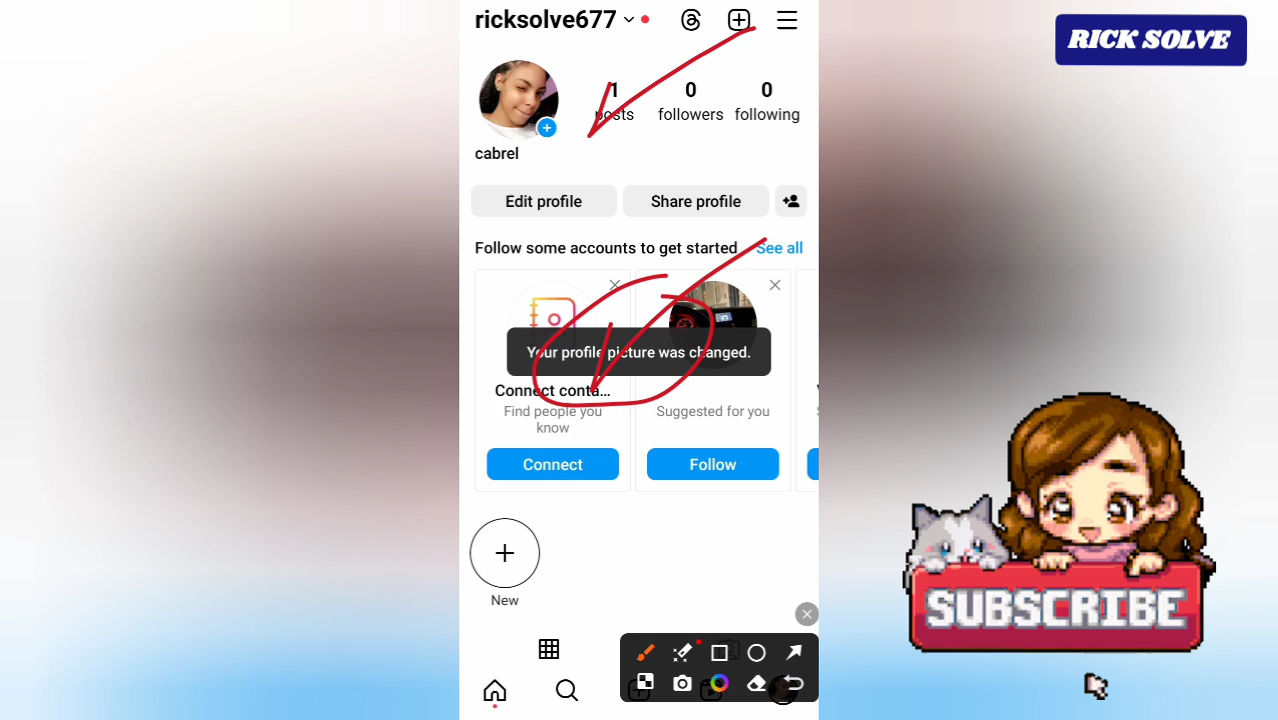 ricksolve677
RICK SOLVE
1 0 0
posts followers following
cabrel
Edit profile Share profile
Follow some accounts to get started See all
Your profile picture was changed.
Connect conta...
Find people you know
Suggested for you
Connect Follow
New
SUBSCRIBE